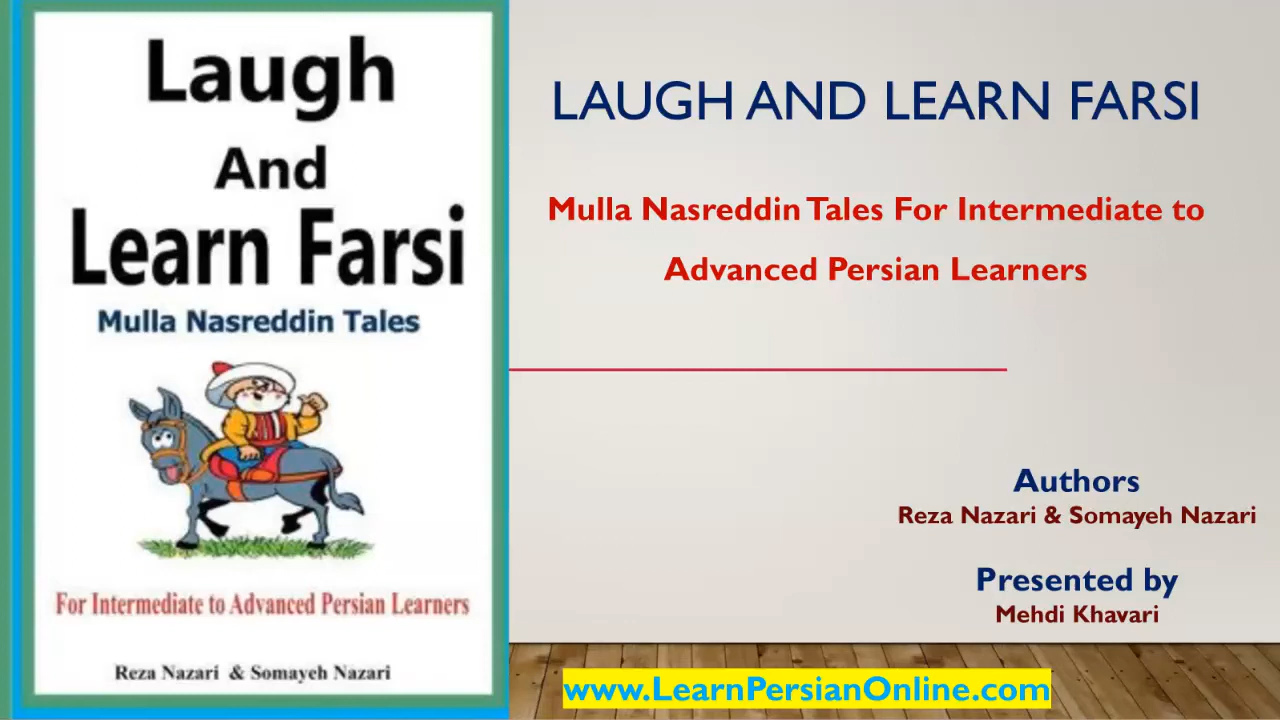 Laugh
And
Learn Farsi
Mulla Nasreddin Tales
For Intermediate to Advanced Persian Learners
Reza Nazari & Somayeh Nazari
LAUGH AND LEARN FARSI
Mulla Nasreddin Tales For Intermediate to
Advanced Persian Learners
Authors
Reza Nazari & Somayeh Nazari
Presented by
Mehdi Khavari
www.LearnPersianOnline.com